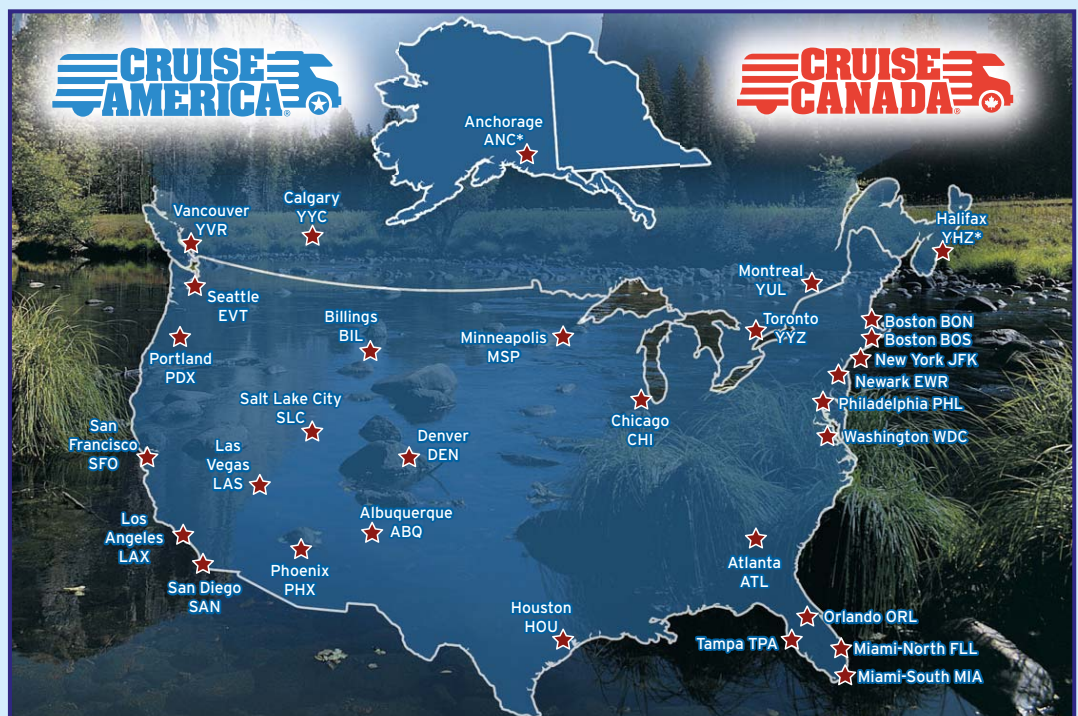 CRUISE
AMERICA®
CRUISE
CANADA®
Anchorage
ANC*
Vancouver
YVR
Calgary
YYC
Halifax
YHZ*
Seattle
EVT
Montreal
YUL
Billings
BIL
Minneapolis
MSP
Toronto
YYZ
Boston BON
Boston BOS
Portland
PDX
New York JFK
Newark EWR
Salt Lake City
SLC
Philadelphia PHL
Chicago
CHI
San
Francisco
SFO
Las
Vegas
LAS
Denver
DEN
Washington WDC
Los
Angeles
LAX
Albuquerque
ABQ
Phoenix
PHX
San Diego
SAN
Atlanta
ATL
Houston
HOU
Orlando ORL
Tampa TPA
Miami-North FLL
Miami-South MIA